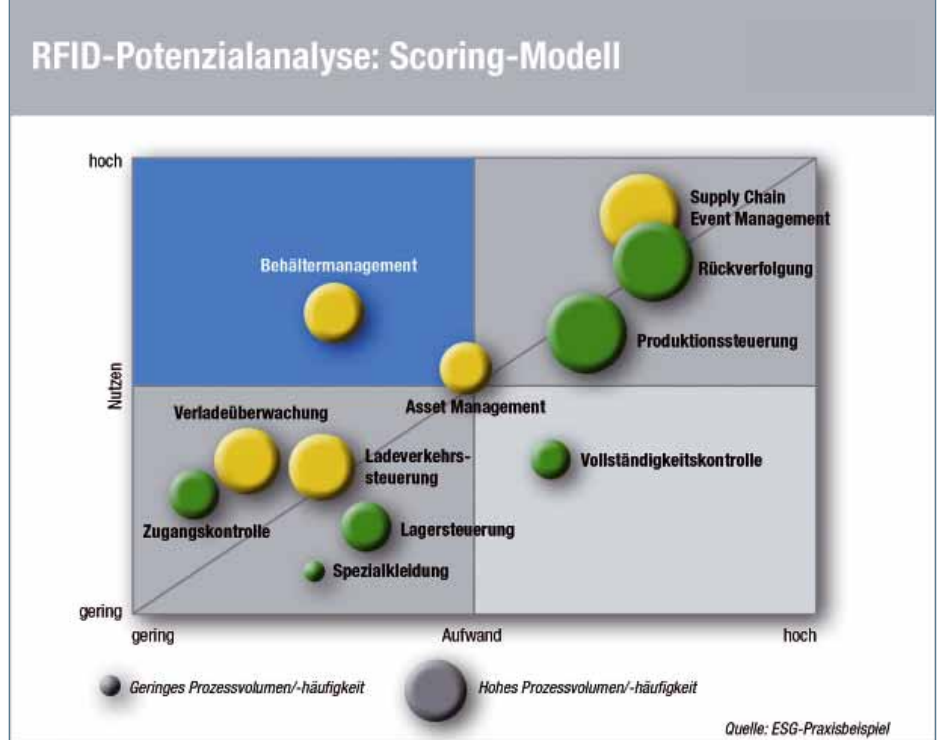 RFID-Potenzialanalyse: Scoring-Modell
hoch
Supply Chain
Event Management
Behältermanagement
Rückverfolgung
Produktionssteuerung
Nutzen
Asset Management
Verladeüberwachung
Ladeverkehrs-
steuerung
Vollständigkeitskontrolle
Zugangskontrolle
Lagersteuerung
Spezialkleidung
gering
gering
Aufwand
hoch
Geringes Prozessvolumen/-häufigkeit
Hohes Prozessvolumen/-häufigkeit
Quelle: ESG-Praxisbeispiel